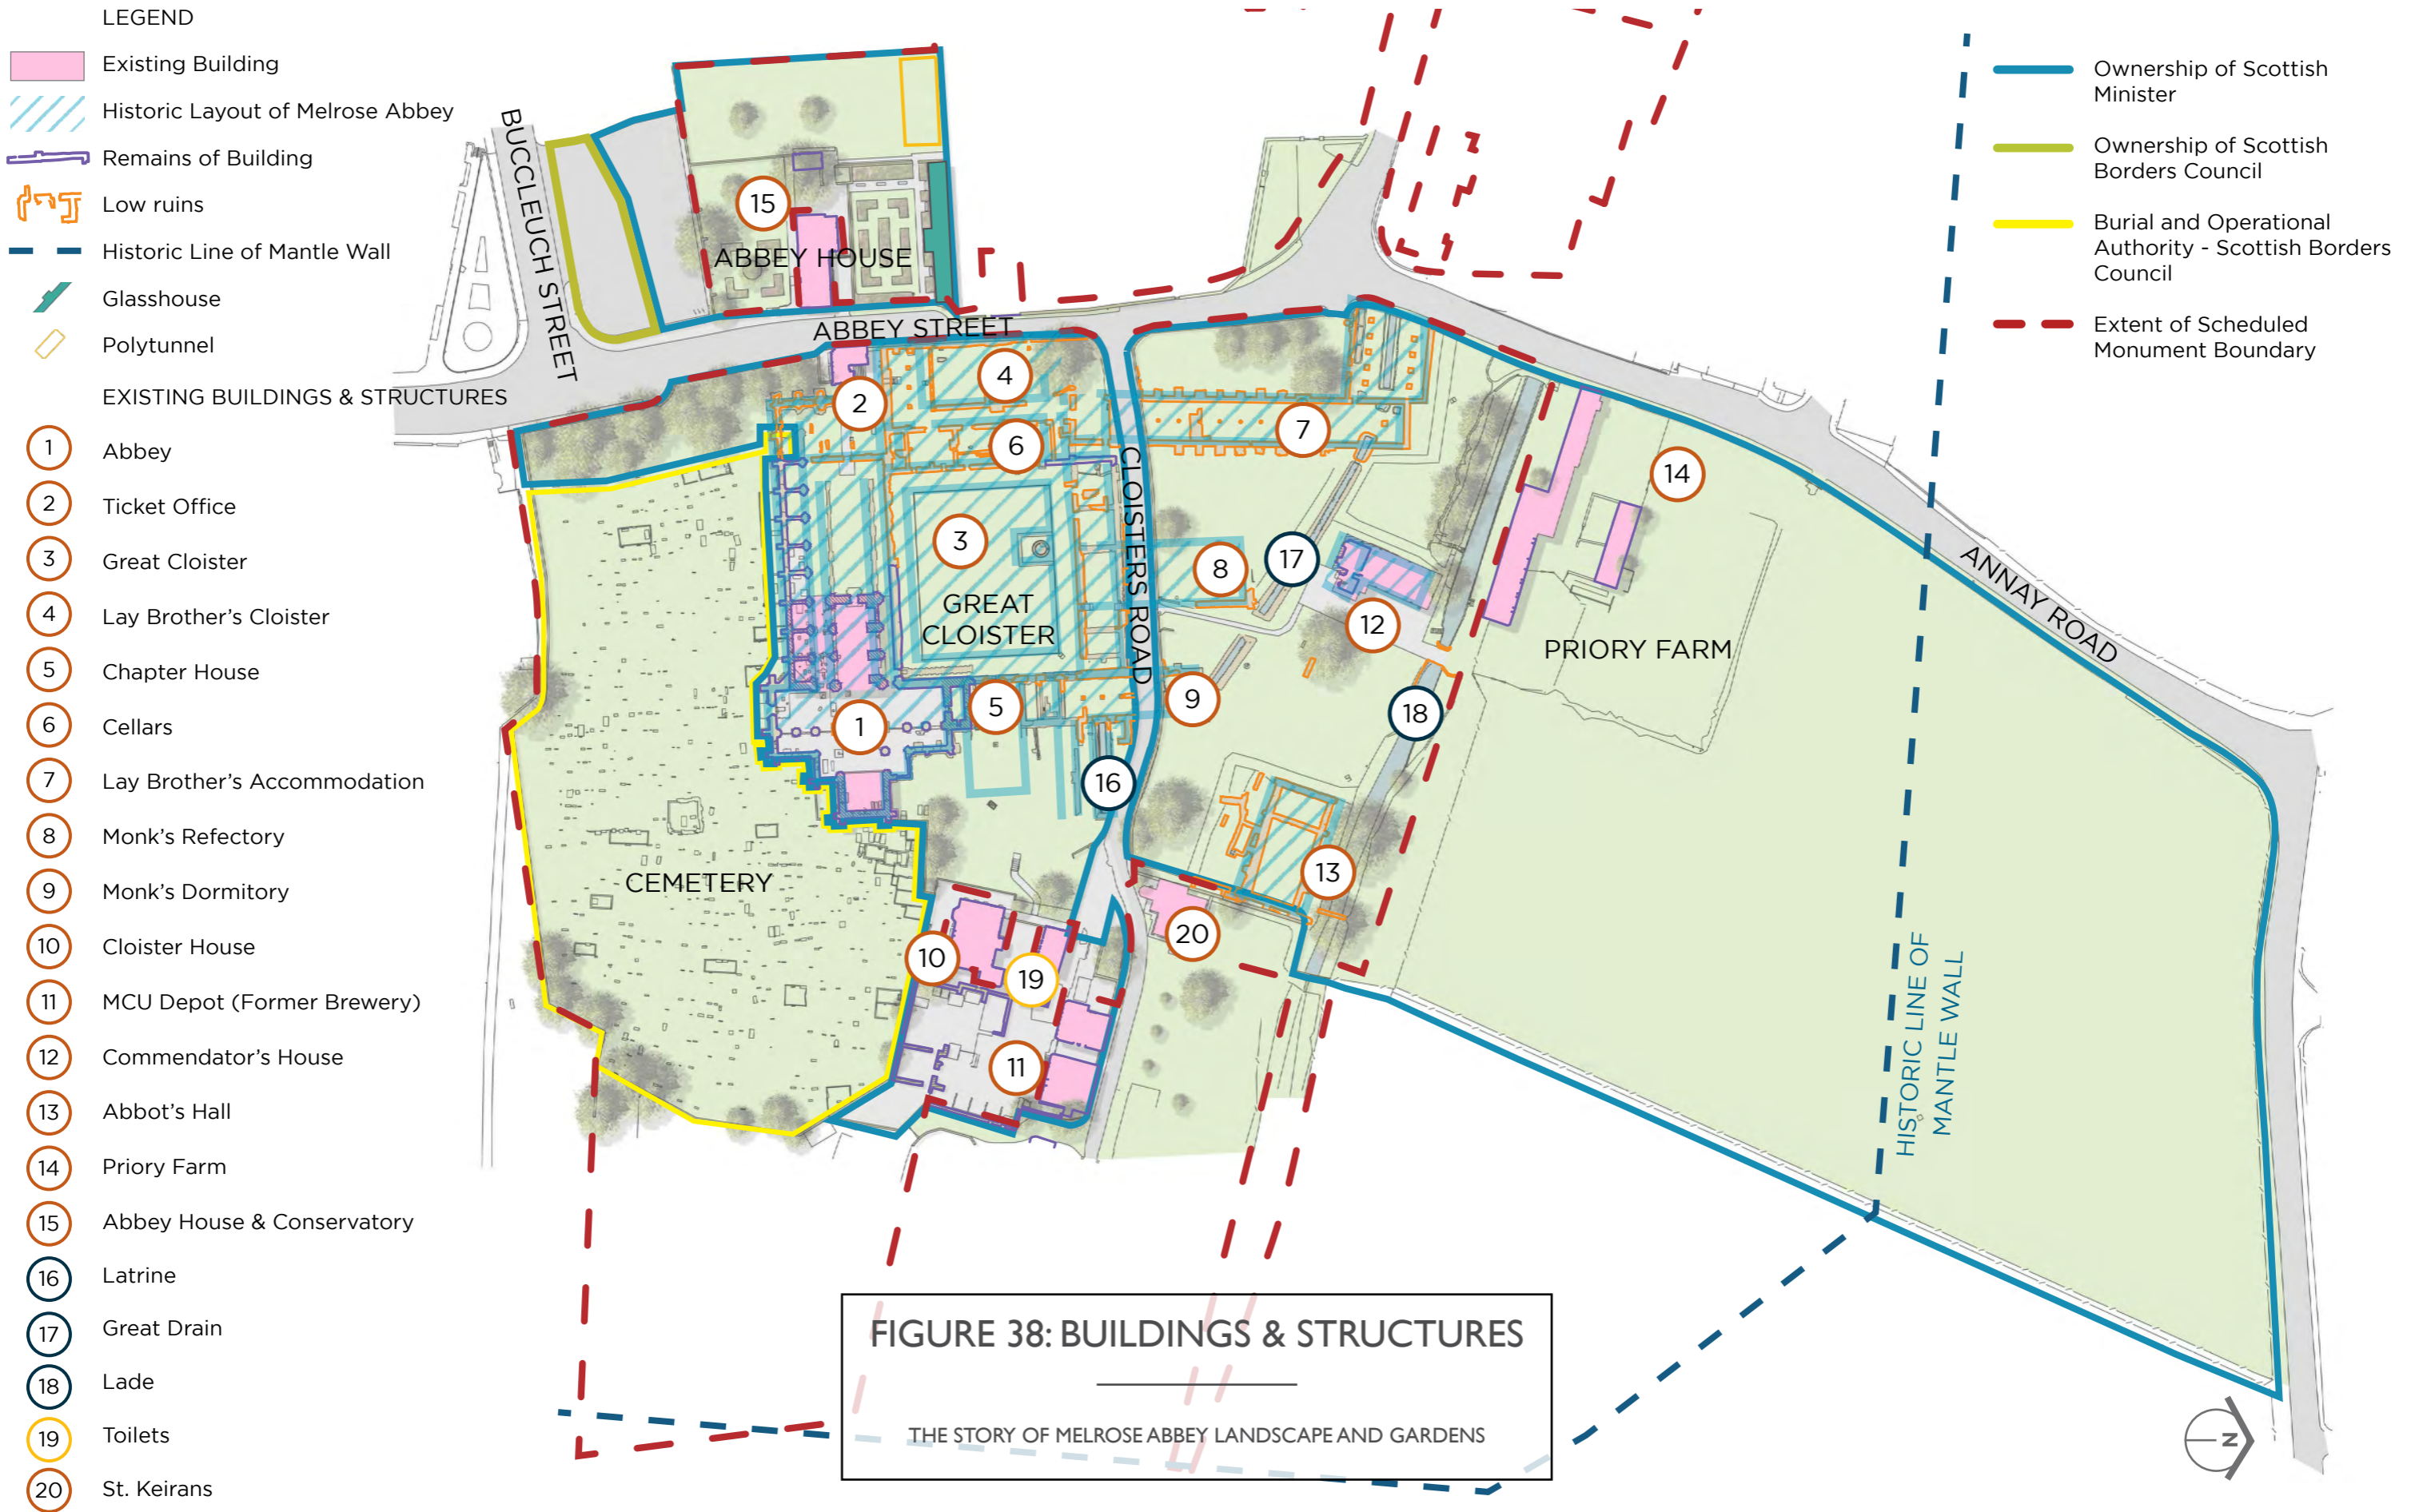 LEGEND
Existing Building
Historic Layout of Melrose Abbey
Remains of Building
Low ruins
Historic Line of Mantle Wall
Glasshouse
Polytunnel
EXISTING BUILDINGS & STRUCTURES
1 Abbey
2 Ticket Office
3 Great Cloister
4 Lay Brother's Cloister
5 Chapter House
6 Cellars
7 Lay Brother's Accommodation
8 Monk's Refectory
9 Monk's Dormitory
10 Cloister House
11 MCU Depot (Former Brewery)
12 Commendator's House
13 Abbot's Hall
14 Priory Farm
15 Abbey House & Conservatory
16 Latrine
17 Great Drain
18 Lade
19 Toilets
20 St. Keirans
Ownership of Scottish
Minister
Ownership of Scottish
Borders Council
Burial and Operational
Authority - Scottish Borders
Council
Extent of Scheduled
Monument Boundary
BUCCLEUCH STREET
15
ABBEY HOUSE
ABBEY STREET
4
2
6
7
14
3
CLOISTERS ROAD
8
17
ANNAY ROAD
GREAT
CLOISTER
12
PRIORY FARM
5
9
1
18
16
CEMETERY
13
20
10
19
11
HISTORIC LINE OF
MANTLE WALL
FIGURE 38: BUILDINGS & STRUCTURES
THE STORY OF MELROSE ABBEY LANDSCAPE AND GARDENS
N